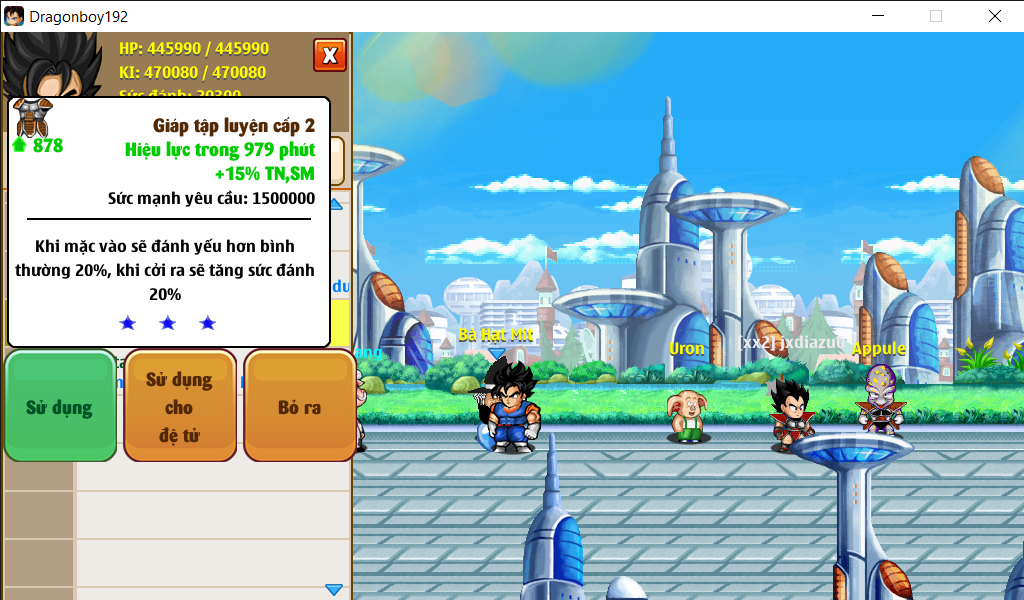 Dragonboy192
HP: 445990 / 445990
KI: 470080 / 470080
X
878
Giáp tập luyện cấp 2
Hiệu lực trong 979 phút
+15% TN,SM
Sức mạnh yêu cầu: 1500000
Khi mặc vào sẽ đánh yếu hơn bình
thường 20%, khi cởi ra sẽ tăng sức đánh
20%
Sử dụng
Sử dụng
cho
đệ tử
Bỏ ra
Bà Hạt Mít
Uron
[xx2] jxdiazuo
Appule